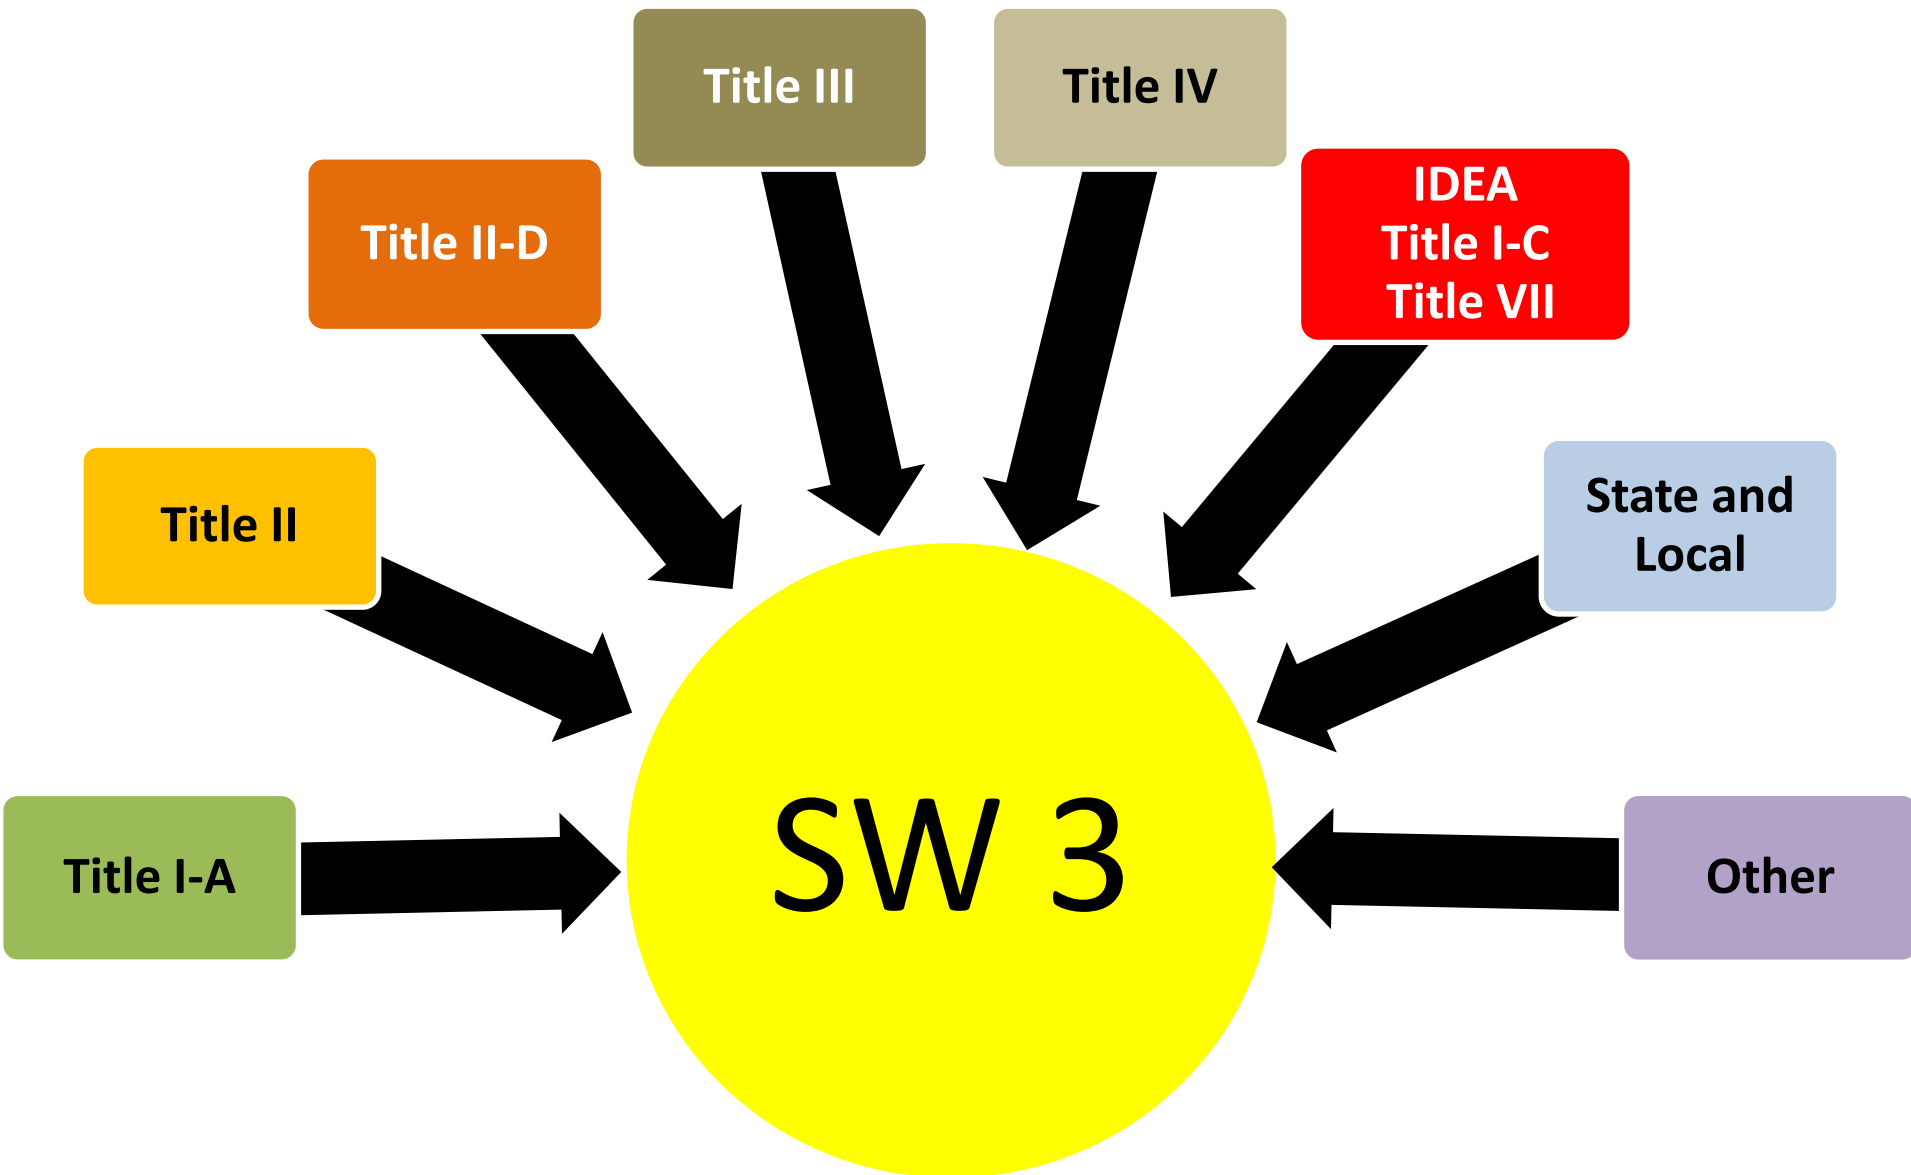 Title III
Title IV
IDEA
Title I-C
Title VII
Title II-D
State and
Local
Title II
SW 3
Title I-A
Other